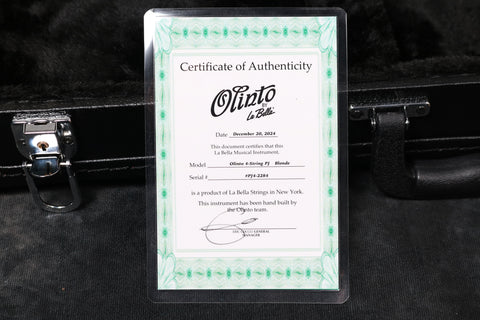 Certificate of Authenticity
Olinto
BY
La Bella
Date December 20, 2024
This document certifies that this
La Bella Musical Instrument.
Model Olinto 4-String PJ Blonde
Serial # #PJ4-2284
is a product of La Bella Strings in New York.
This instrument has been hand built by
the Olinto team.
GENERAL
MANAGER